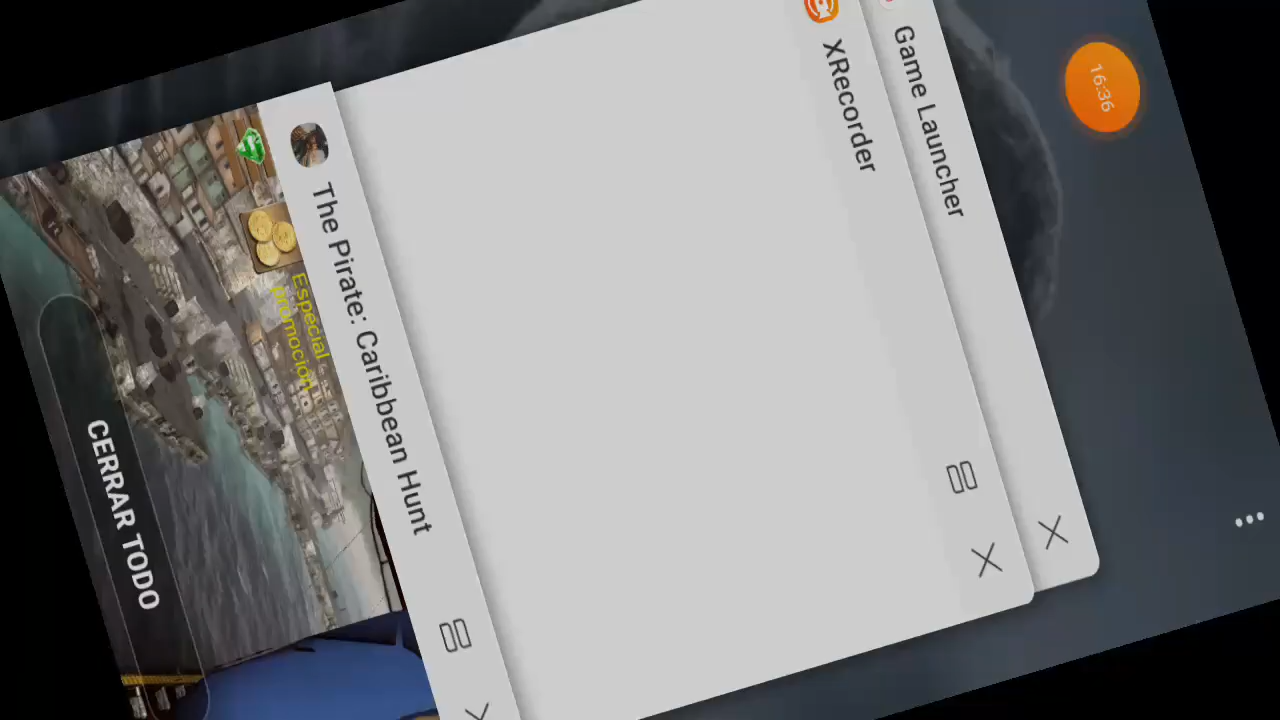 16:36
Game Launcher
XRecorder
The Pirate: Caribbean Hunt
Especial
promoción
CERRAR TODO